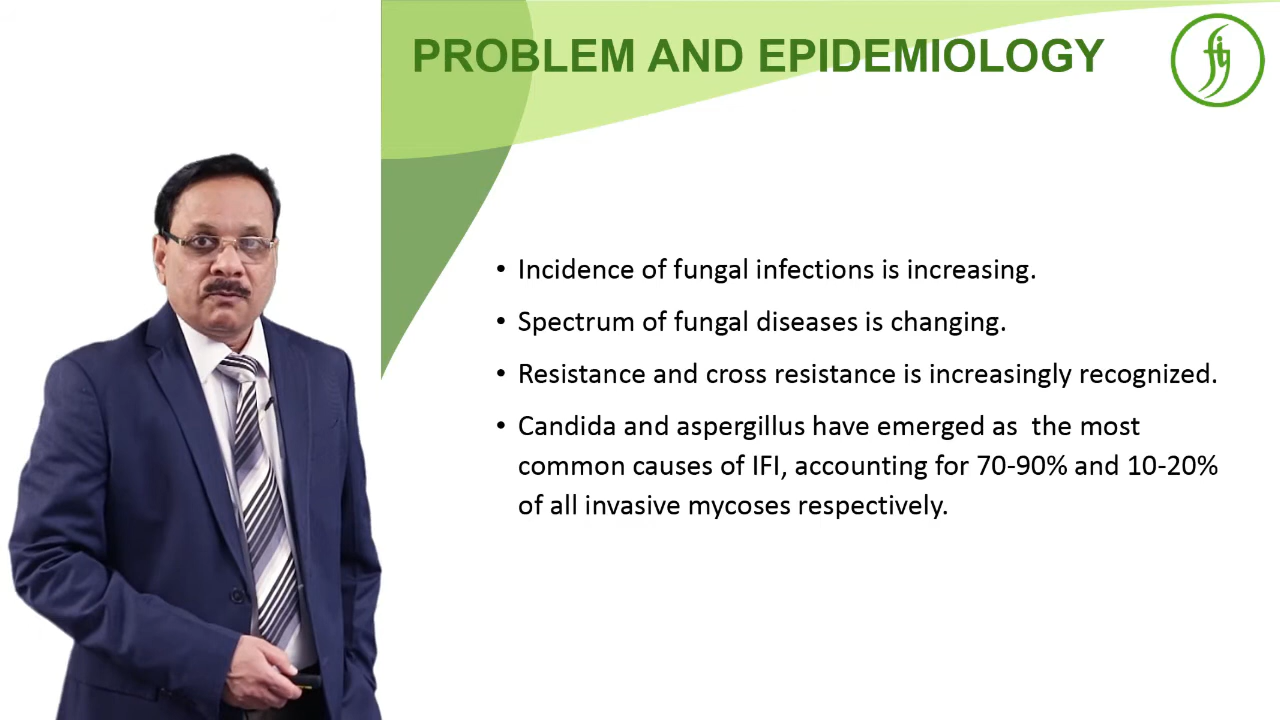 PROBLEM AND EPIDEMIOLOGY
• Incidence of fungal infections is increasing.
• Spectrum of fungal diseases is changing.
• Resistance and cross resistance is increasingly recognized.
• Candida and aspergillus have emerged as  the most
common causes of IFI, accounting for 70-90% and 10-20%
of all invasive mycoses respectively.